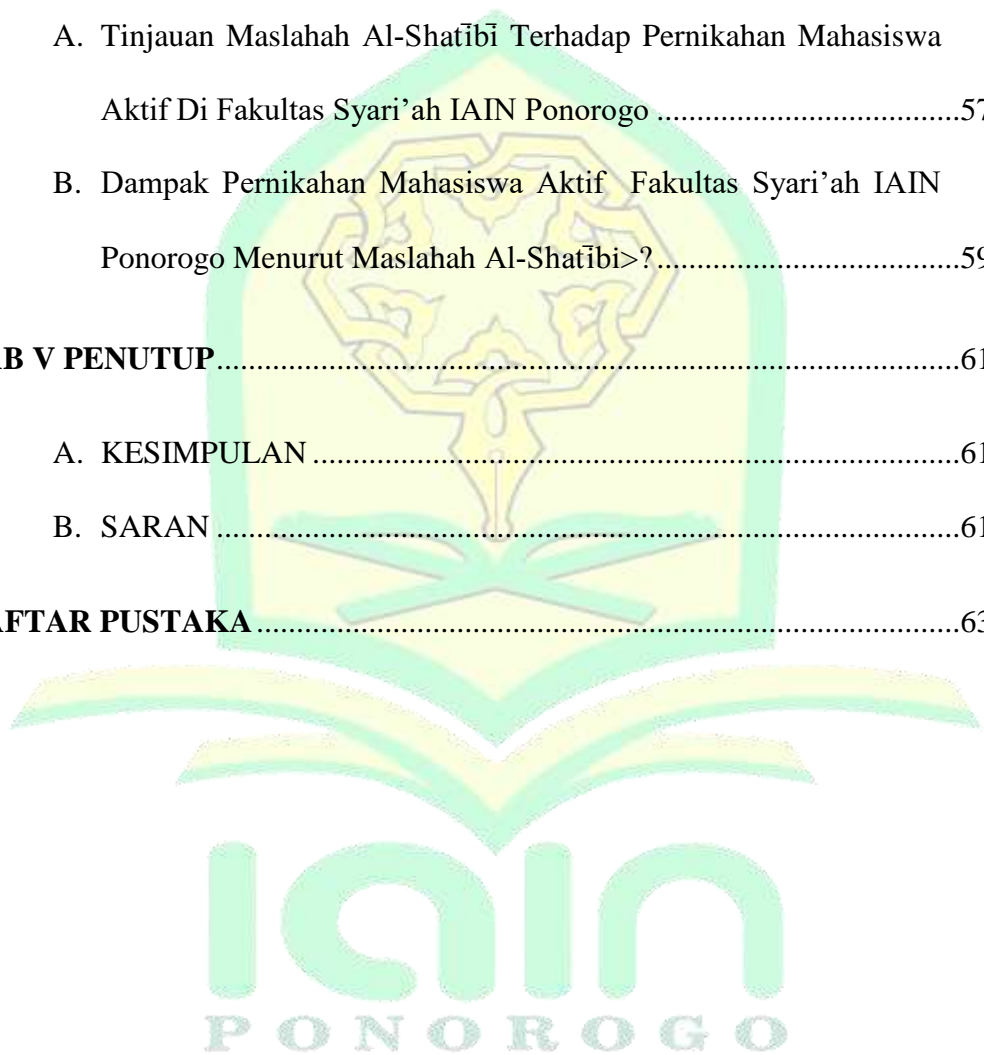 A. Tinjauan Maslahah Al-Shatībī Terhadap Pernikahan Mahasiswa
Aktif Di Fakultas Syari’ah IAIN Ponorogo ....................................57
B. Dampak Pernikahan Mahasiswa Aktif Fakultas Syari’ah IAIN
Ponorogo Menurut Maslahah Al-Shatībi>? ....................................59
AB V PENUTUP ....................................61
A. KESIMPULAN ....................................61
B. SARAN ....................................61
AFTAR PUSTAKA ....................................63
iain
PONOROGO